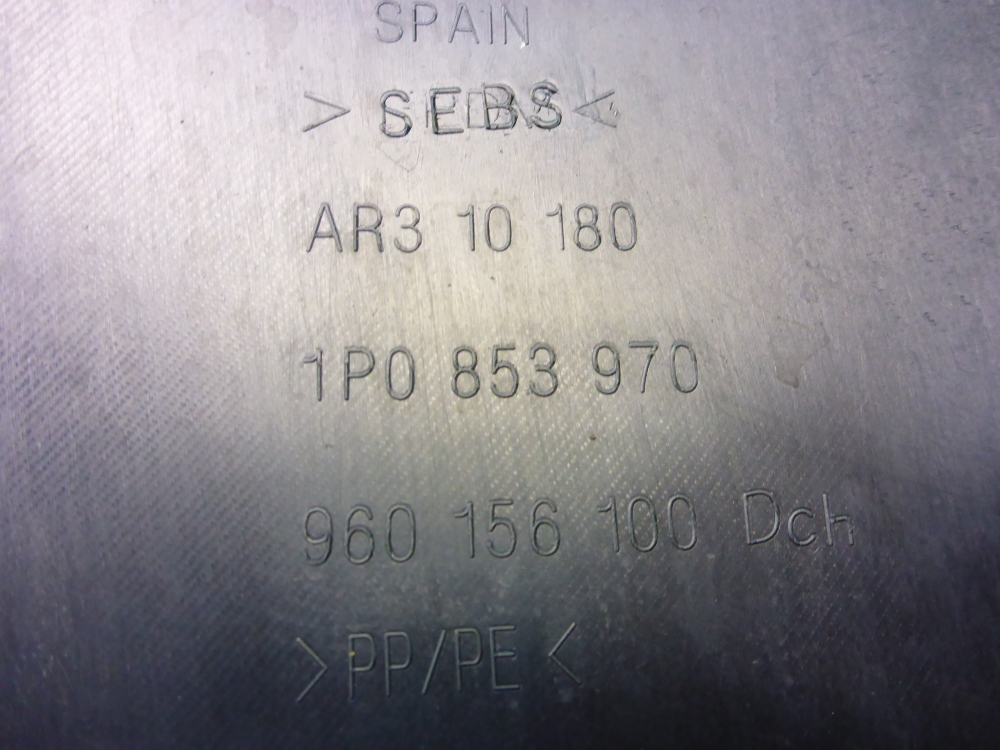 SPAIN
> SEBS <
AR3 10 180
1P0 853 970
960 156 100 Dch
>PP/PE <